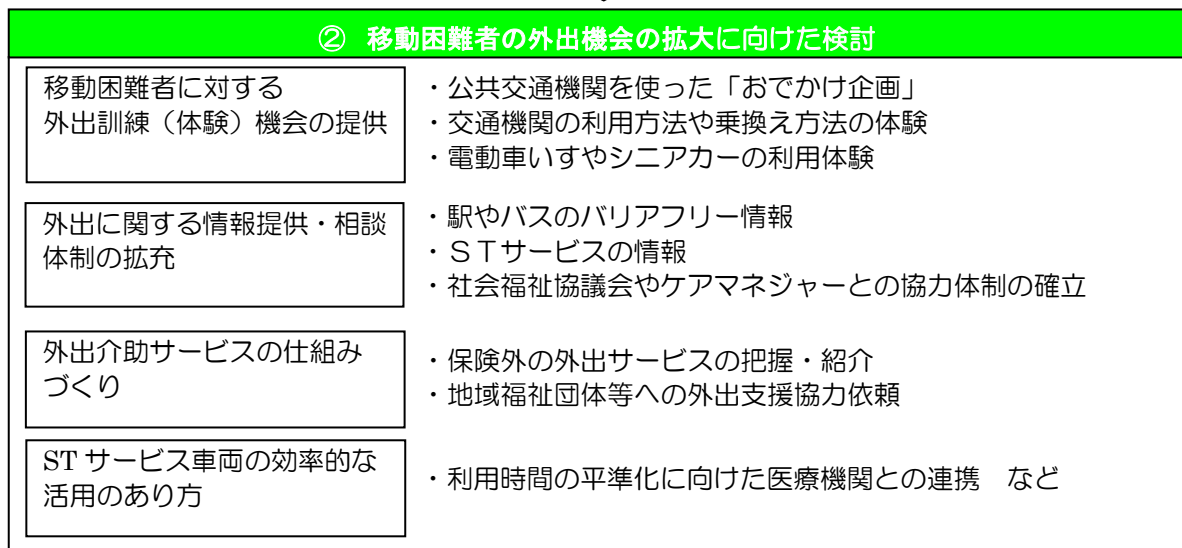 ② 移動困難者の外出機会の拡大に向けた検討
移動困難者に対する
外出訓練（体験）機会の提供
・公共交通機関を使った「おでかけ企画」
・交通機関の利用方法や乗換え方法の体験
・電動車いすやシニアカーの利用体験
外出に関する情報提供・相談
体制の拡充
・駅やバスのバリアフリー情報
・ＳＴサービスの情報
・社会福祉協議会やケアマネジャーとの協力体制の確立
外出介助サービスの仕組み
づくり
・保険外の外出サービスの把握・紹介
・地域福祉団体等への外出支援協力依頼
ST サービス車両の効率的な
活用のあり方
・利用時間の平準化に向けた医療機関との連携　など